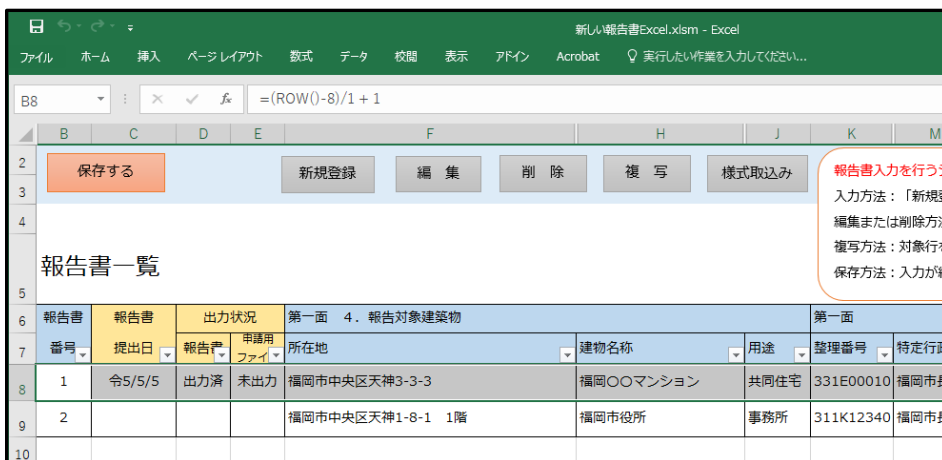 新しい報告書Excel.xlsm - Excel
ファイル ホーム 挿入 ページ レイアウト 数式 データ 校閲 表示 アドイン Acrobat 実行したい作業を入力してください...
B8 fx =(ROW()-8)/1 + 1
B C D E F H J K M
2
保存する 新規登録 編 集 削 除 複 写 様式取込み
報告書入力を行う
3
入力方法：「新規
4
編集または削除方
複写方法：対象行
保存方法：入力が
報告書一覧
5
6 報告書 報告書 出力状況 第一面 4．報告対象建築物 第一面
7 番号 提出日 報告書 申請用 所在地 建物名称 用途 整理番号 特定行政
ファイ
8 1 令5/5/5 出力済 未出力 福岡市中央区天神3-3-3 福岡〇〇マンション 共同住宅 331E00010 福岡市長
9 2 福岡市中央区天神1-8-1 1階 福岡市役所 事務所 311K12340 福岡市長
10